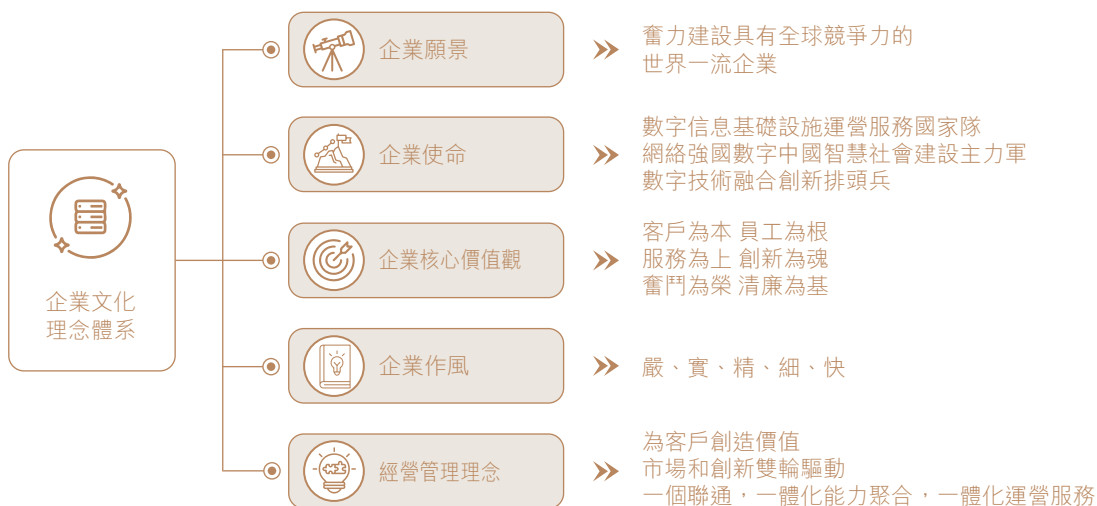 企業文化
理念體系
企業願景
奮力建設具有全球競爭力的
世界一流企業
企業使命
數字信息基礎設施運營服務國家隊
網絡強國數字中國智慧社會建設主力軍
數字技術融合創新排頭兵
企業核心價值觀
客戶為本 員工為根
服務為上 創新為魂
奮鬥為榮 清廉為基
企業作風
嚴、實、精、細、快
經營管理理念
為客戶創造價值
市場和創新雙輪驅動
一個聯通，一體化能力聚合，一體化運營服務